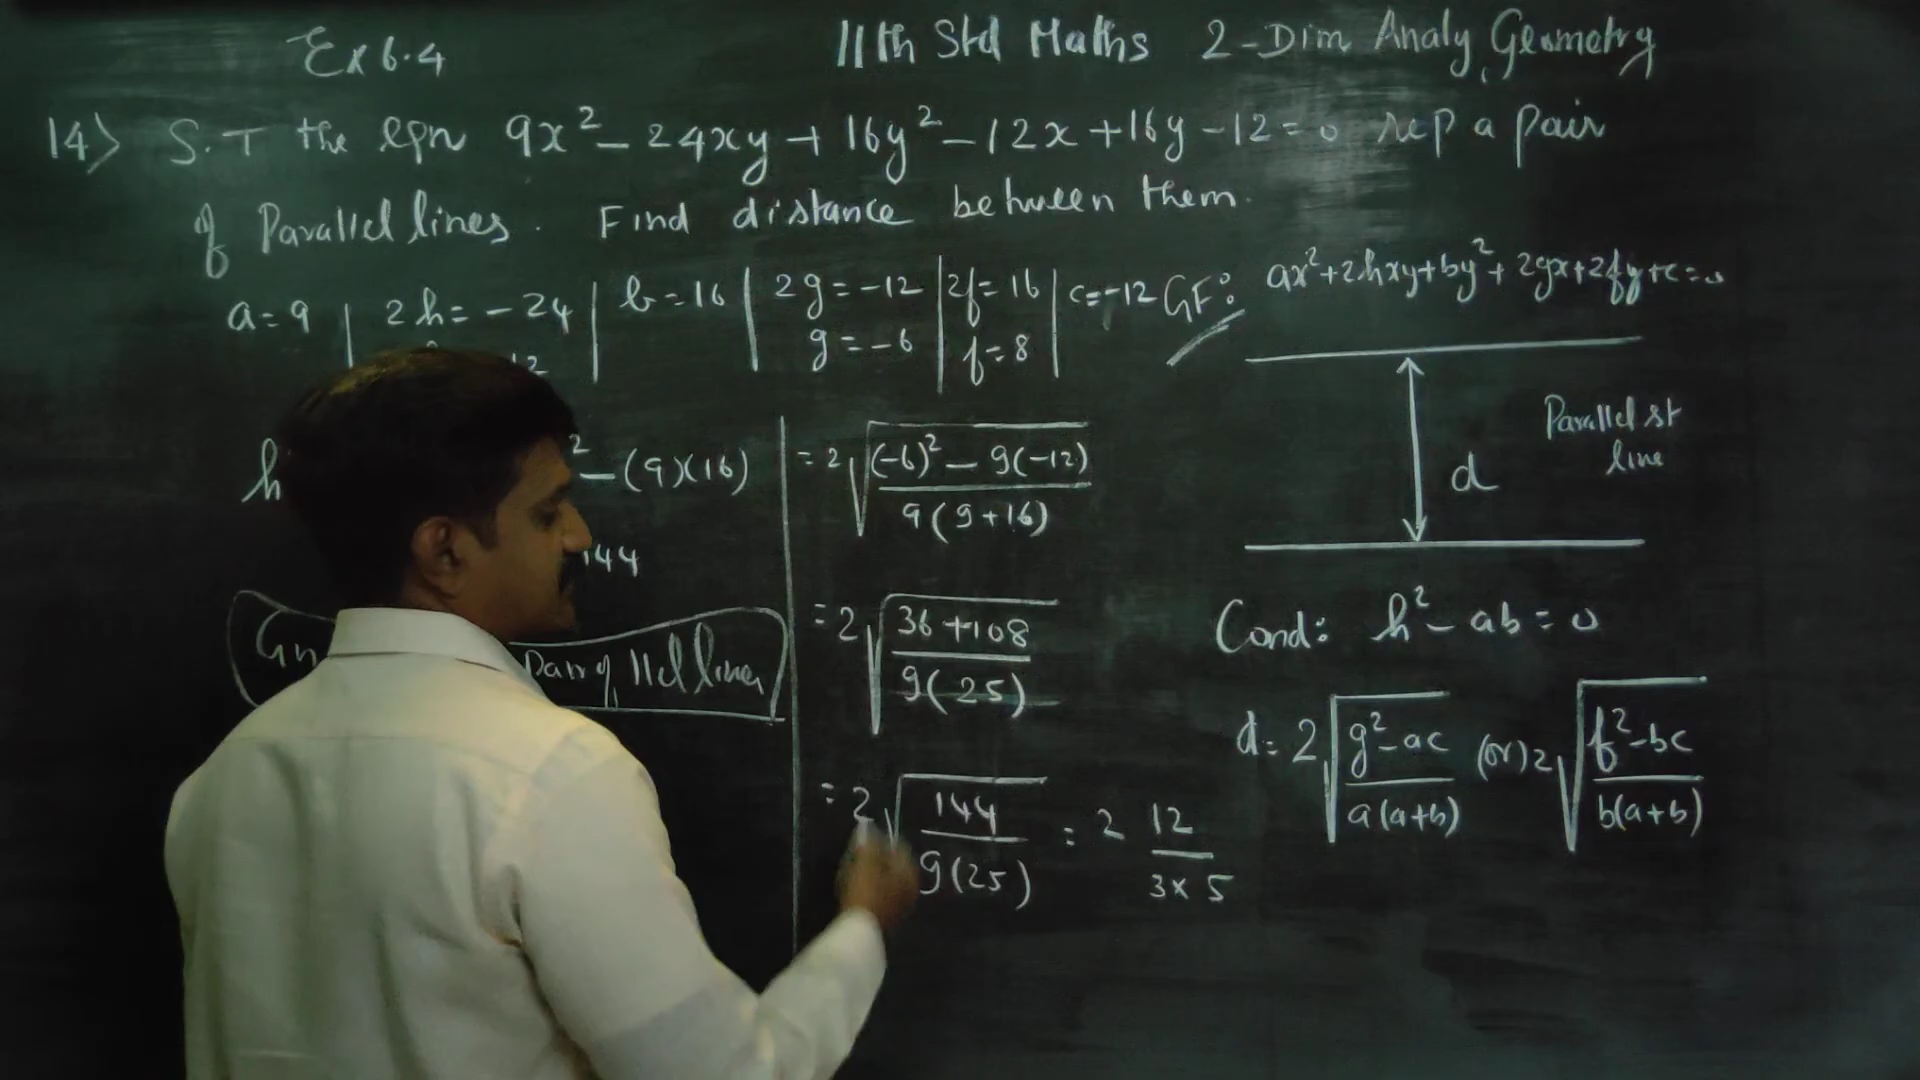 Ex 6.4
11th Std Maths 2-Dim Analy, Geometry
14) S.T the eqn 9x² - 24xy + 16y² - 12x + 16y - 12 = 0 rep a pair
of Parallel lines. Find distance between them.
GF: ax²+2hxy+by²+2gx+2fy+c=0
a=9 | 2h = -24 | b=16 | 2g=-12 | 2f=16 | c=-12
12 g=-6 f=8
h ² - (9)(16)
144
Pair of llel lines
= 2√((-6)² - 9(-12) / 9(9+16))
= 2√(36+108 / 9(25))
= 2√(144 / 9(25)) = 2 12 / 3×5
Parallel st
line
d
Cond: h² - ab = 0
d = 2√(g²-ac / a(a+b)) (or) 2√(f²-bc / b(a+b))